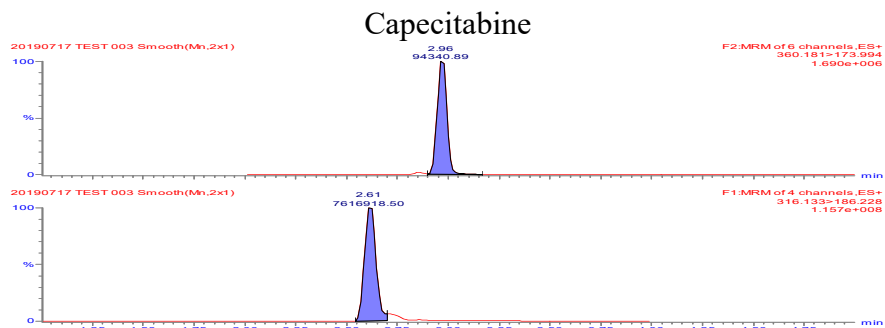 Capecitabine
20190717 TEST 003 Smooth(Mn,2x1)
F2:MRM of 6 channels,ES+
2.96
360.181>173.994
94340.89
1.690e+006
100
%
0
min
20190717 TEST 003 Smooth(Mn,2x1)
F1:MRM of 4 channels,ES+
2.61
316.133>186.228
7616918.50
1.157e+008
100
%
0
min